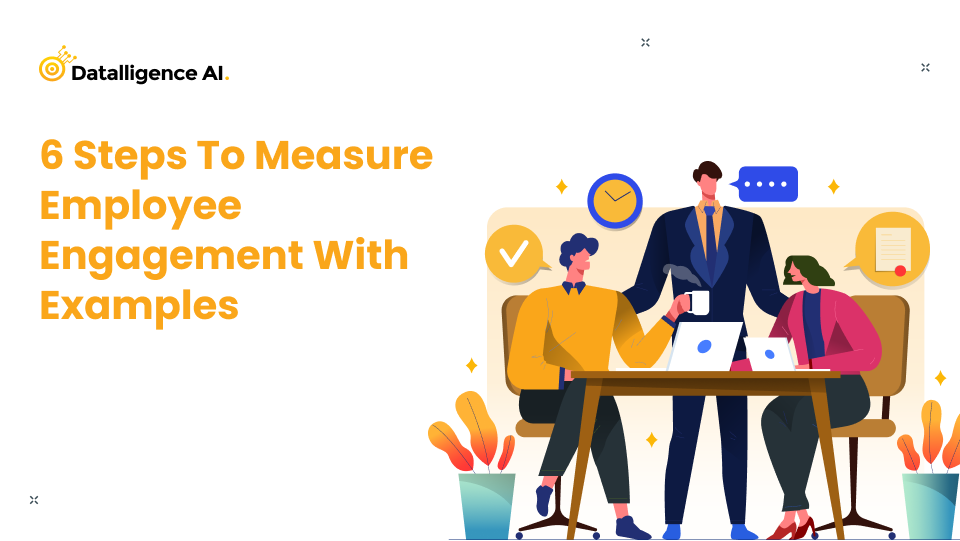 Datalligence AI.
6 Steps To Measure
Employee
Engagement With
Examples